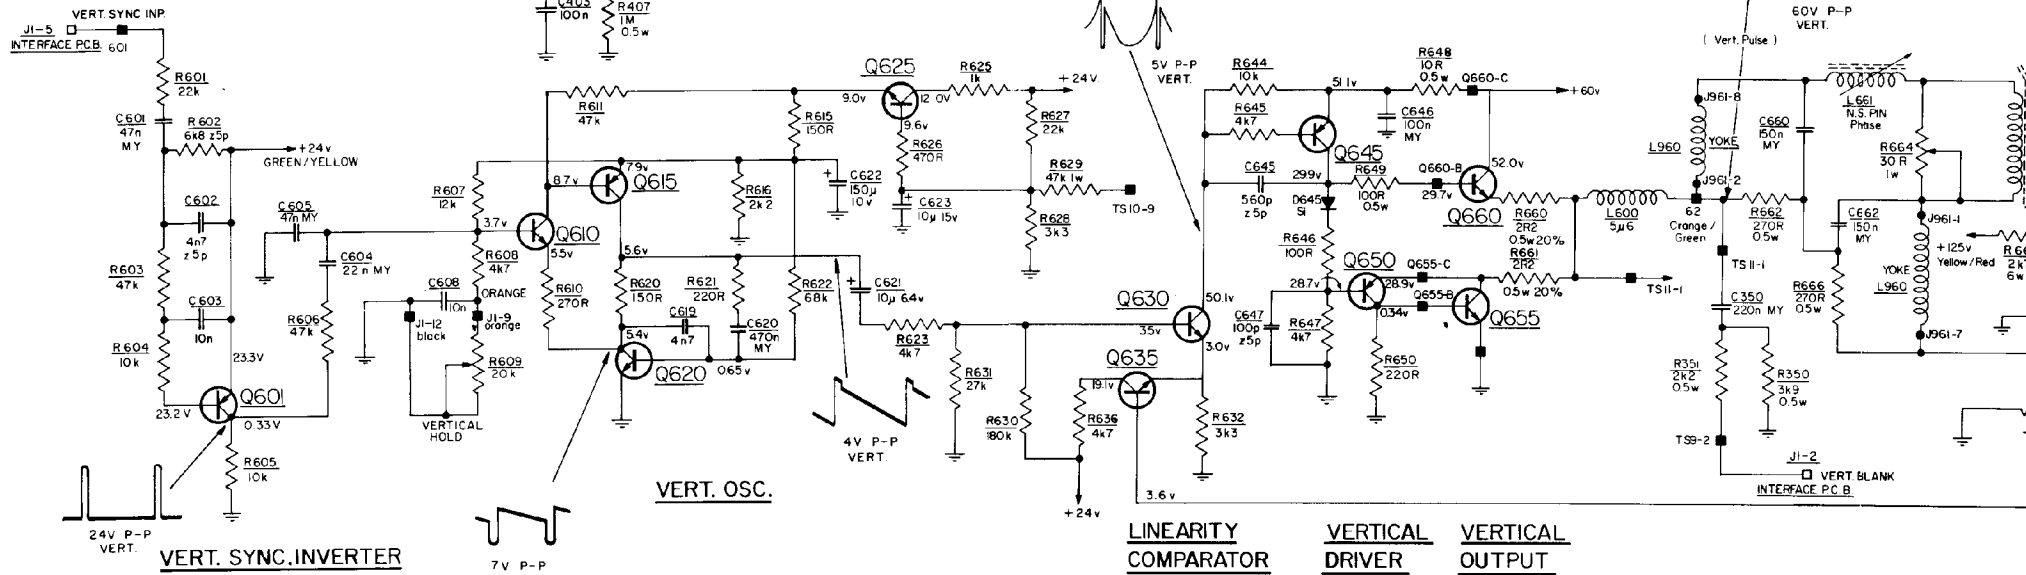 VERT. SYNC INP.
J1-5
INTERFACE P.C.B. 601
R601
22k
C601
47n
MY
R602
6k8 z5p
+24v
GREEN/YELLOW
C602
4n7
z5p
R603
47k
C603
10n
R604
10k
23.3V
Q601
23.2V
0.33V
R605
10k
24V P-P
VERT.
VERT. SYNC. INVERTER
C605
47n MY
C604
22n MY
R606
47k
C403
100n
R407
1M
0.5w
R611
47k
R607
12k
3.7v
8.7v
Q610
5.5v
R608
4k7
C608
10n
ORANGE
J1-12
black
J1-9
orange
R609
20k
VERTICAL
HOLD
R610
270R
7.9v
Q615
5.6v
R620
150R
5.4v
Q620
C619
4n7
0.65v
R621
220R
C620
470n
MY
R622
68k
R616
2k2
R615
150R
C622
150µ
10v
7V P-P
VERT. OSC.
Q625
9.0v
12.0V
9.6v
R625
1k
+24V.
R626
470R
R627
22k
R629
47k 1w
TS10-9
C623
10µ 15v
R628
3k3
C621
10µ 6.4v
R623
4k7
R631
27k
R630
180k
4V P-P
VERT.
5V P-P
VERT.
Q630
50.1v
3.5v
3.0v
Q635
19.1v
R636
4k7
+24v
R632
3k3
3.6v
LINEARITY
COMPARATOR
R644
10k
R645
4k7
51.1v
Q645
C645
560p
z5p
29.9v
D645
Si
R646
100R
28.7v
C647
100p
z5p
R647
4k7
C646
100n
MY
R648
10R
0.5w
Q660-C
+60v
R649
100R
0.5w
Q660-B
29.7v
52.0v
Q660
Q650
28.9v
0.34v
Q655-C
Q655-B
Q655
R650
220R
R660
2R2
0.5w 20%
R661
2R2
0.5w 20%
L600
5µ6
TS11-1
VERTICAL
DRIVER
VERTICAL
OUTPUT
60V P-P
VERT.
( Vert. Pulse )
J961-8
L960
YOKE
J961-2
62
Orange /
Green
TS11-1
C350
220n MY
R351
2k2
0.5w
R350
3k9
0.5w
TS9-2
J1-2
VERT. BLANK
INTERFACE P.C.B.
C660
150n
MY
R662
270R
0.5w
L661
N.S. PIN
Phase
R664
30R
1w
C662
150n
MY
J961-1
YOKE
L960
J961-7
R666
270R
0.5w
+125v
Yellow/Red